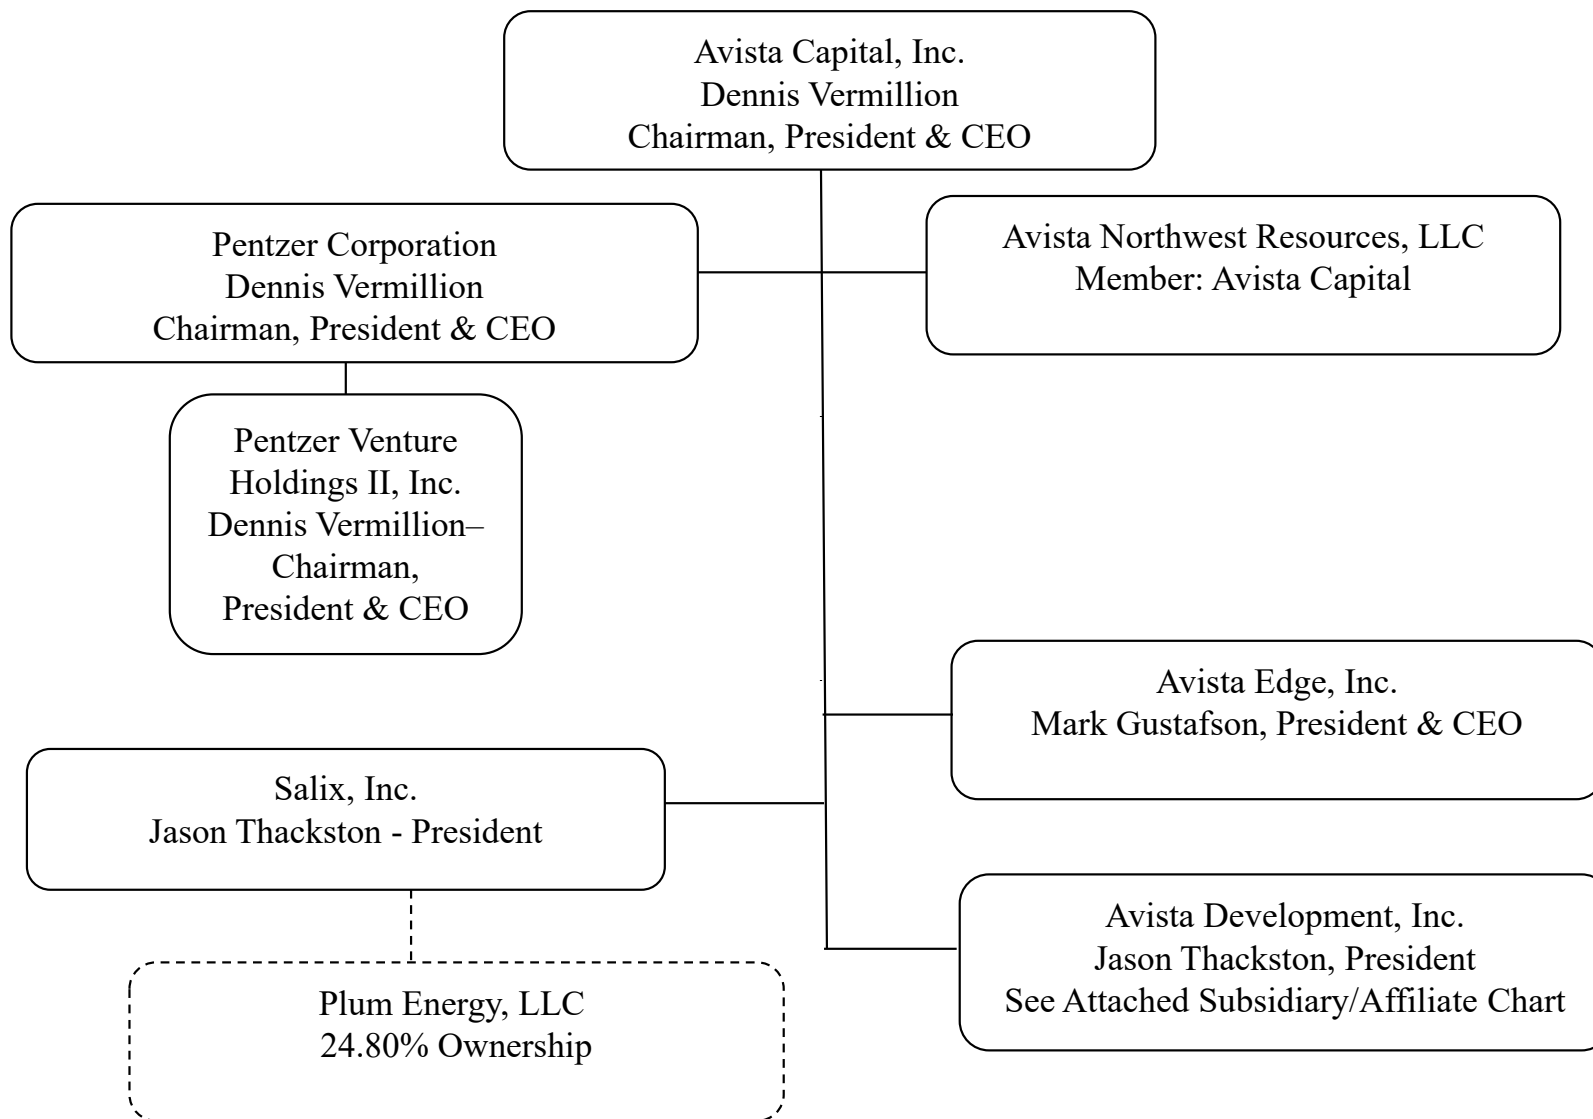 Avista Capital, Inc.
Dennis Vermillion
Chairman, President & CEO
Pentzer Corporation
Dennis Vermillion
Chairman, President & CEO
Avista Northwest Resources, LLC
Member: Avista Capital
Pentzer Venture
Holdings II, Inc.
Dennis Vermillion–
Chairman,
President & CEO
Avista Edge, Inc.
Mark Gustafson, President & CEO
Salix, Inc.
Jason Thackston - President
Avista Development, Inc.
Jason Thackston, President
See Attached Subsidiary/Affiliate Chart
Plum Energy, LLC
24.80% Ownership